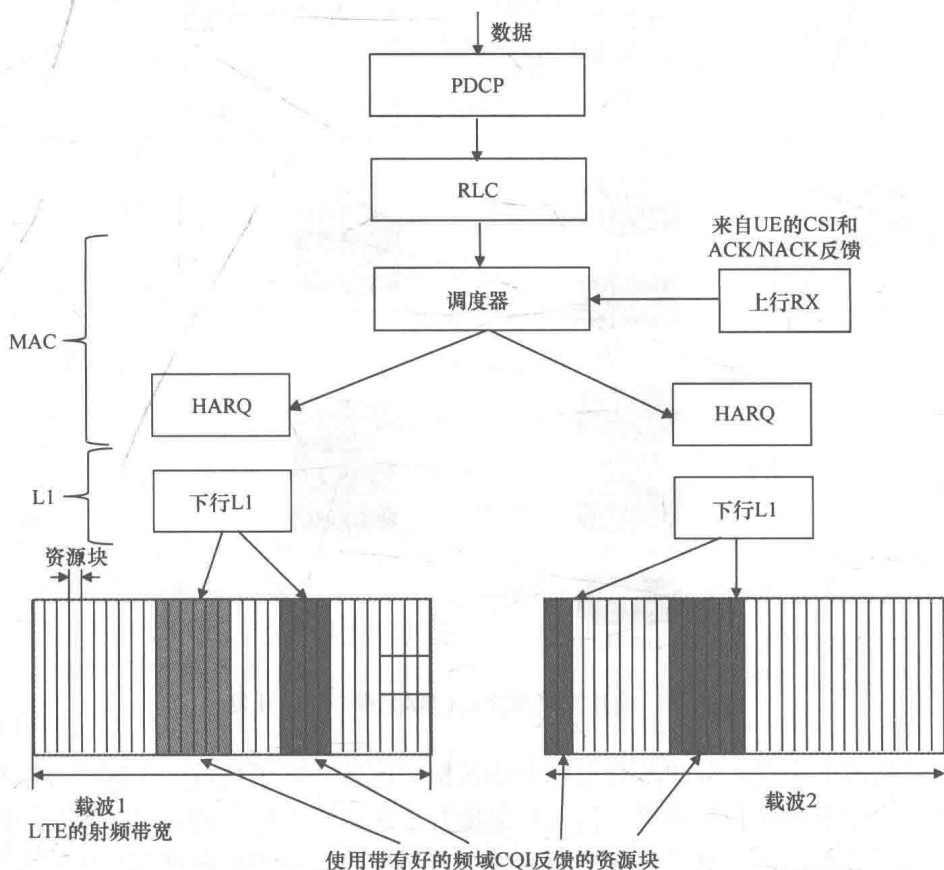 数据
PDCP
RLC
来自UE的CSI和
ACK/NACK反馈
调度器
上行RX
MAC
HARQ
HARQ
L1
下行L1
下行L1
资源块
载波1
LTE的射频带宽
载波2
使用带有好的频域CQI反馈的资源块